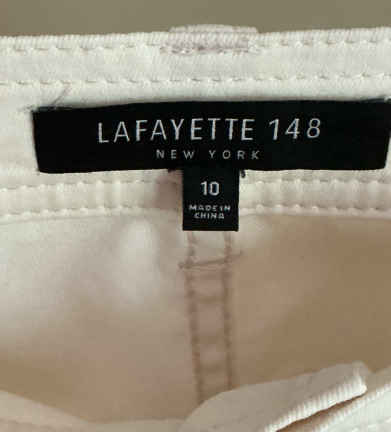 LAFAYETTE 148
NEW YORK
10
MADE IN
CHINA